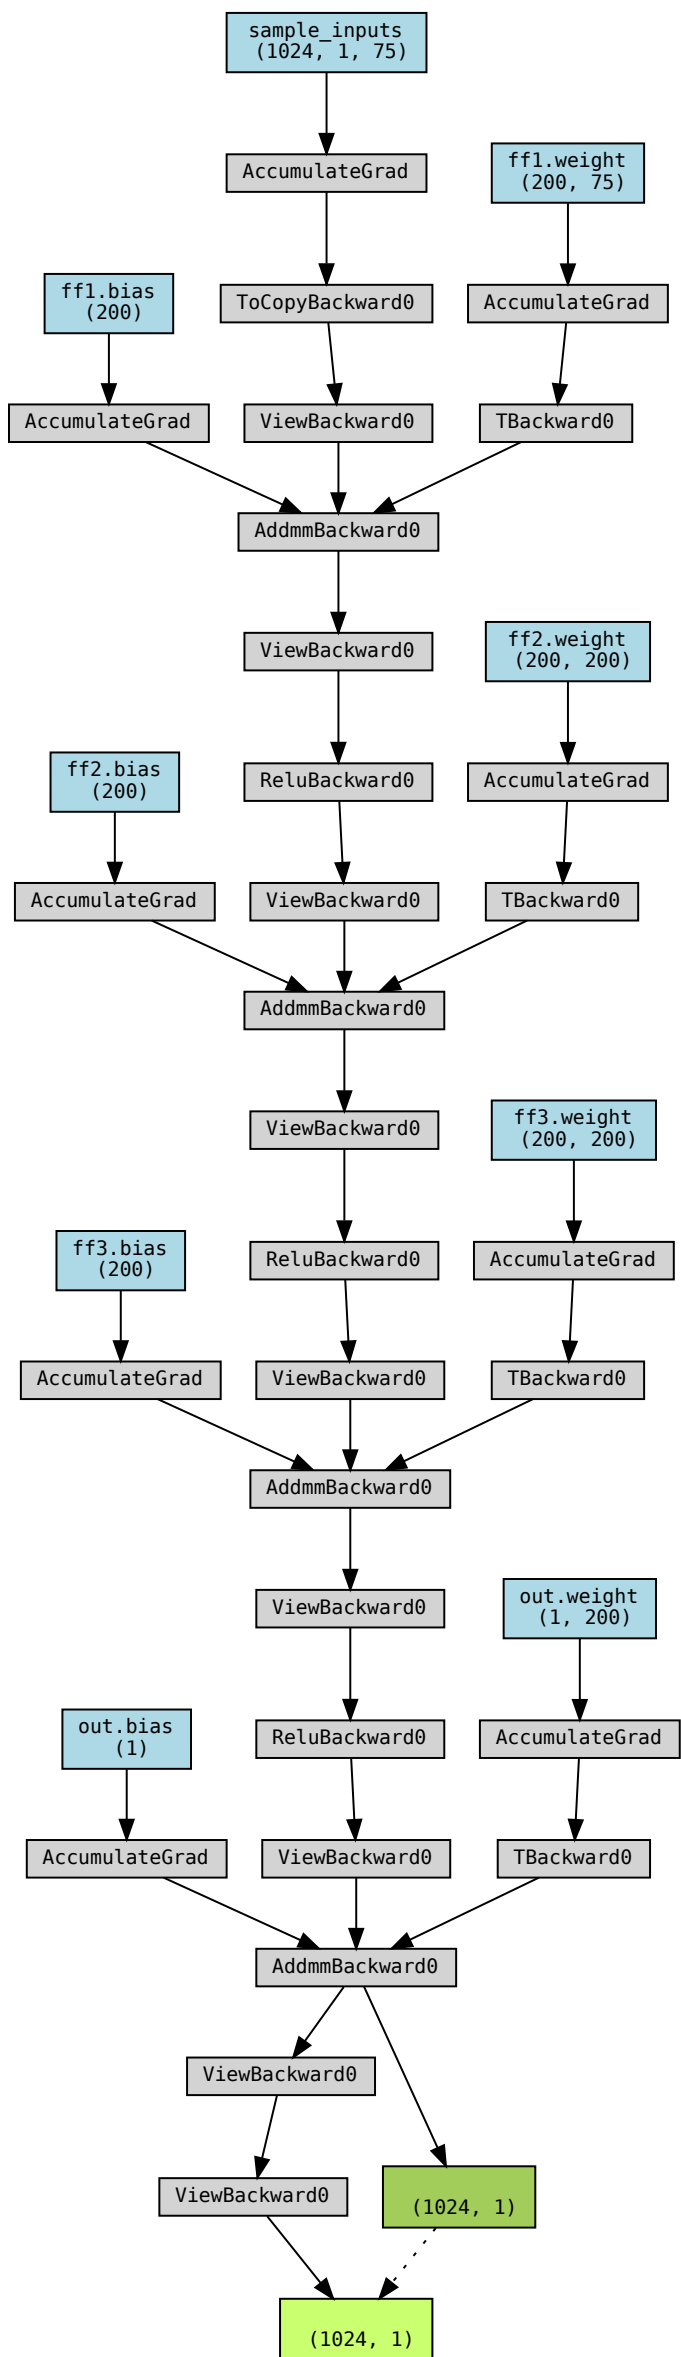 sample_inputs
(1024, 1, 75)
AccumulateGrad
ff1.weight
(200, 75)
ff1.bias
(200)
ToCopyBackward0
AccumulateGrad
AccumulateGrad
ViewBackward0
TBackward0
AddmmBackward0
ViewBackward0
ff2.weight
(200, 200)
ff2.bias
(200)
ReluBackward0
AccumulateGrad
AccumulateGrad
ViewBackward0
TBackward0
AddmmBackward0
ViewBackward0
ff3.weight
(200, 200)
ff3.bias
(200)
ReluBackward0
AccumulateGrad
AccumulateGrad
ViewBackward0
TBackward0
AddmmBackward0
ViewBackward0
out.weight
(1, 200)
out.bias
(1)
ReluBackward0
AccumulateGrad
AccumulateGrad
ViewBackward0
TBackward0
AddmmBackward0
ViewBackward0
ViewBackward0
(1024, 1)
(1024, 1)